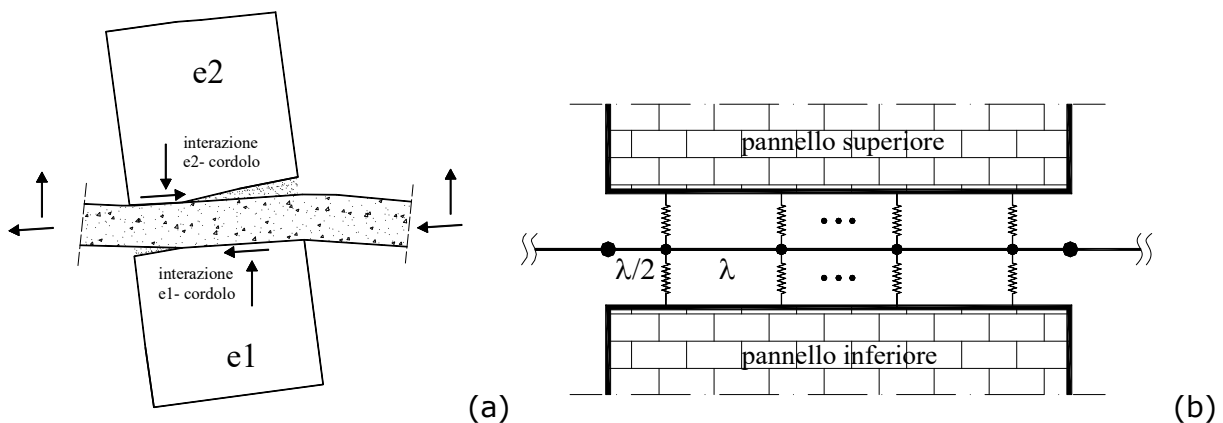 e2
interazione
e2- cordolo
interazione
e1- cordolo
e1
(a)
pannello superiore
λ/2
λ
pannello inferiore
(b)